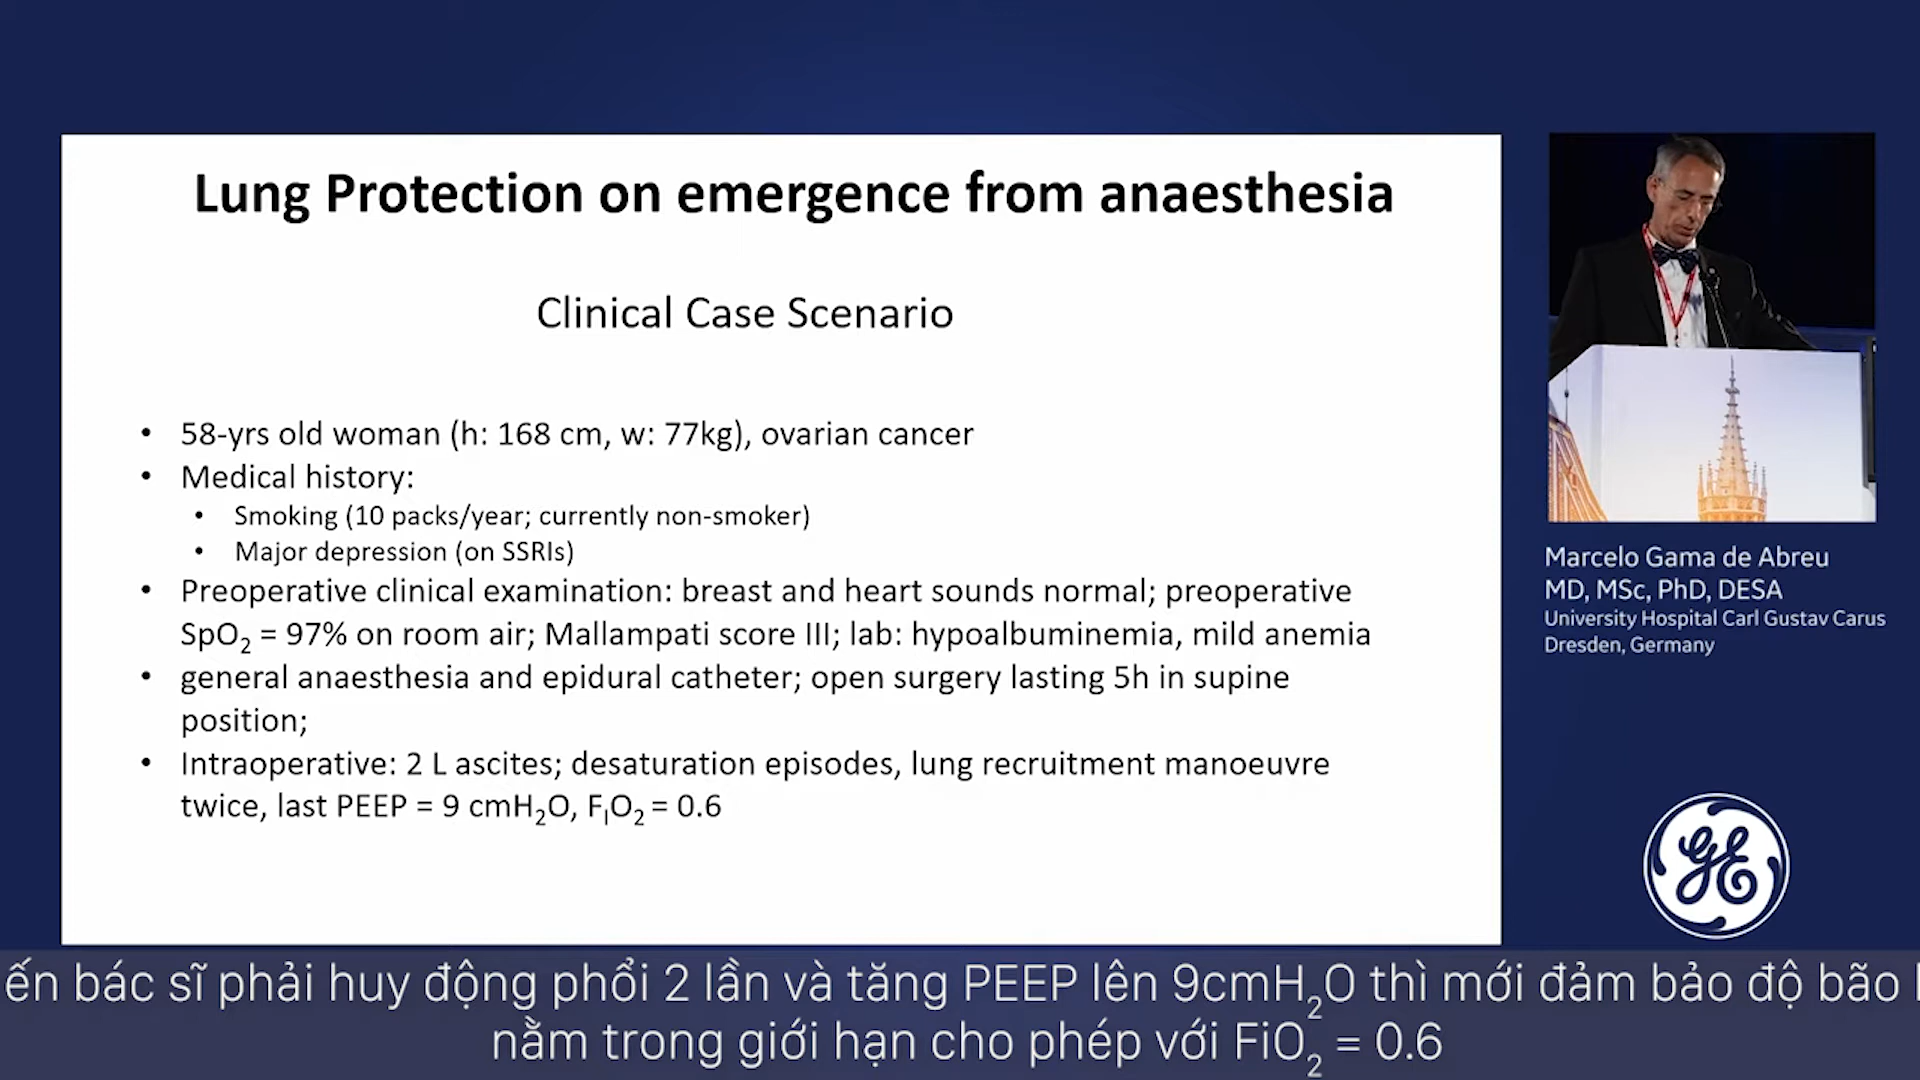 Lung Protection on emergence from anaesthesia
Clinical Case Scenario
• 58-yrs old woman (h: 168 cm, w: 77kg), ovarian cancer
• Medical history:
• Smoking (10 packs/year; currently non-smoker)
• Major depression (on SSRIs)
• Preoperative clinical examination: breast and heart sounds normal; preoperative
SpO₂ = 97% on room air; Mallampati score III; lab: hypoalbuminemia, mild anemia
• general anaesthesia and epidural catheter; open surgery lasting 5h in supine
position;
• Intraoperative: 2 L ascites; desaturation episodes, lung recruitment manoeuvre
twice, last PEEP = 9 cmH₂O, FIO₂ = 0.6
Marcelo Gama de Abreu
MD, MSc, PhD, DESA
University Hospital Carl Gustav Carus
Dresden, Germany
GE
ến bác sĩ phải huy động phổi 2 lần và tăng PEEP lên 9cmH₂O thì mới đảm bảo độ bão
nằm trong giới hạn cho phép với FiO₂ = 0.6